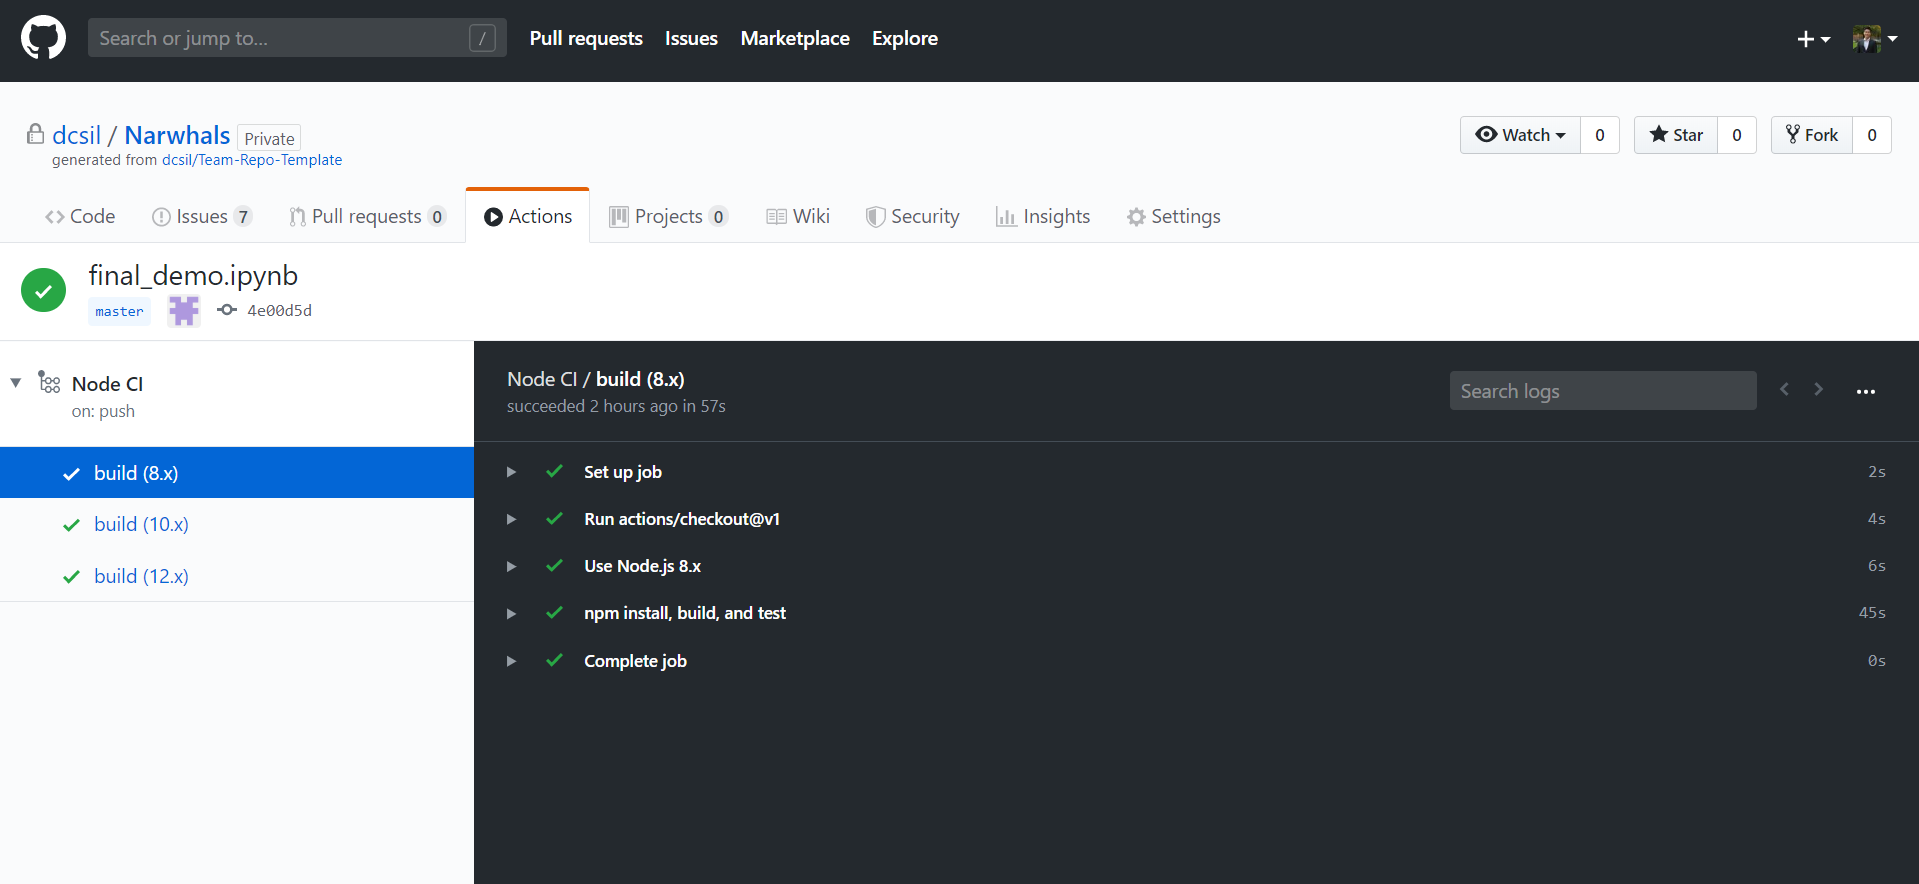 Search or jump to... / Pull requests Issues Marketplace Explore
dcsil / Narwhals Private
generated from dcsil/Team-Repo-Template
Watch 0 Star 0 Fork 0
Code Issues 7 Pull requests 0 Actions Projects 0 Wiki Security Insights Settings
final_demo.ipynb
master 4e00d5d
Node CI
on: push
build (8.x)
build (10.x)
build (12.x)
Node CI / build (8.x)
succeeded 2 hours ago in 57s
Search logs
Set up job 2s
Run actions/checkout@v1 4s
Use Node.js 8.x 6s
npm install, build, and test 45s
Complete job 0s